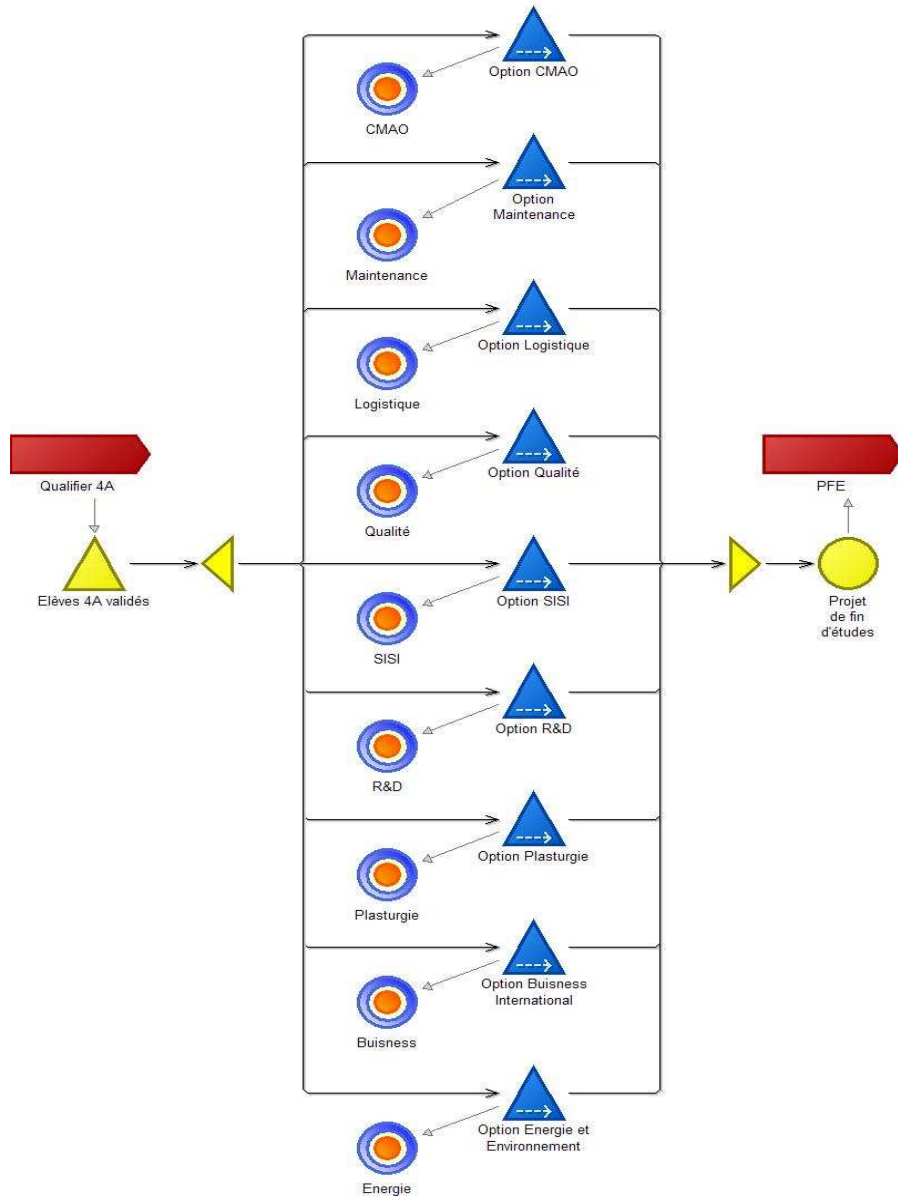 Option CMAO
CMAO
Option
Maintenance
Maintenance
Option Logistique
Logistique
Qualifier 4A
Option Qualité
PFE
Qualité
Elèves 4A validés
Option SISI
Projet
de fin
d'études
SISI
Option R&D
R&D
Option Plasturgie
Plasturgie
Option Buisness
International
Buisness
Option Energie et
Environnement
Energie